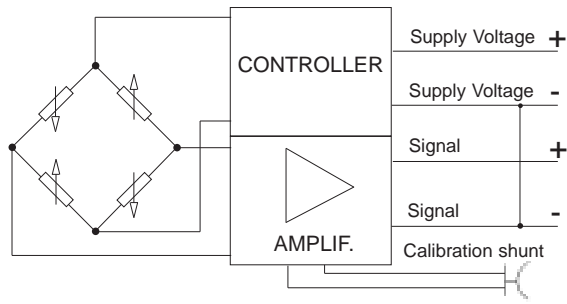 CONTROLLER
Supply Voltage +
Supply Voltage -
Signal +
Signal -
AMPLIF.
Calibration shunt